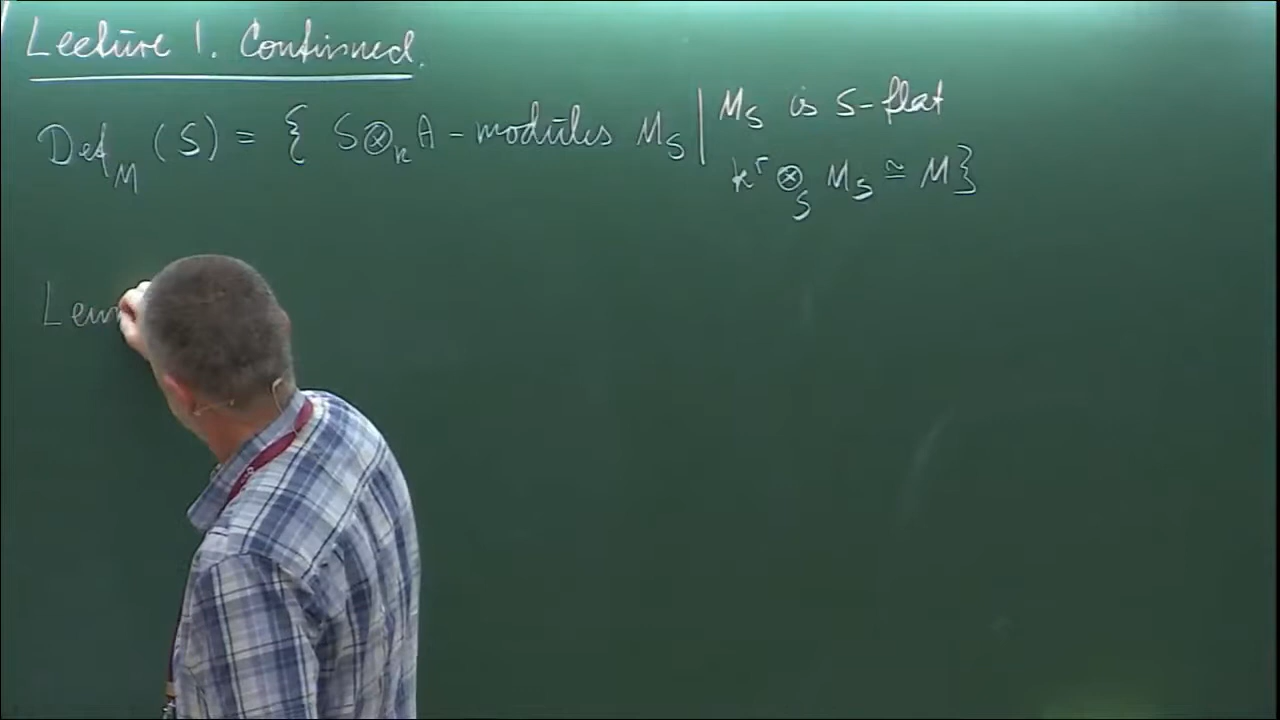 Lecture 1. Continued.
Def_M (S) = { S⊗_k A - modules M_S | M_S is S-flat
k^r ⊗_S M_S ≅ M}
Lem